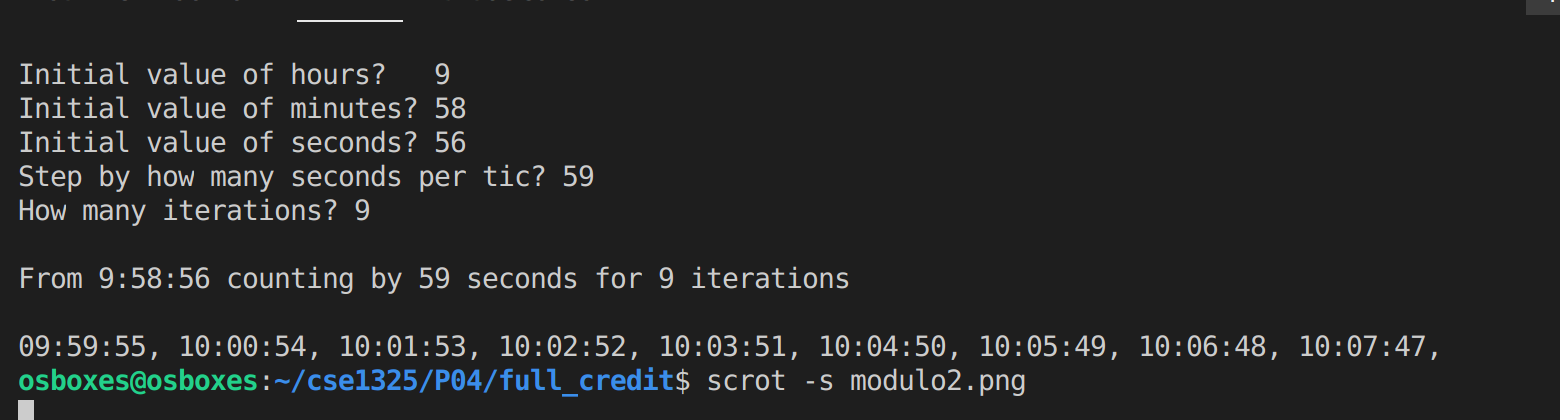 Initial value of hours?   9
Initial value of minutes? 58
Initial value of seconds? 56
Step by how many seconds per tic? 59
How many iterations? 9
From 9:58:56 counting by 59 seconds for 9 iterations
09:59:55, 10:00:54, 10:01:53, 10:02:52, 10:03:51, 10:04:50, 10:05:49, 10:06:48, 10:07:47,
osboxes@osboxes:~/cse1325/P04/full_credit$ scrot -s modulo2.png